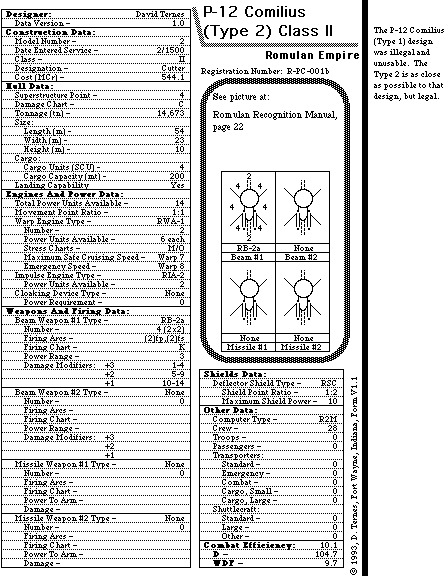 Designer: David Ternes
Data Version - 1.0
Construction Data:
Model Number - 2
Date Entered Service - 2/1500
Class - II
Designation - Cutter
Cost (MCr) - 544.1
Hull Data:
Superstructure Point - 4
Damage Chart - C
Tonnage (tn) - 14,673
Size:
Length (m) - 54
Width (m) - 23
Height (m) - 10
Cargo:
Cargo Units (SCU) - 4
Cargo Capacity (mt) - 200
Landing Capability Yes
Engines And Power Data:
Total Power Units Available - 14
Movement Point Ratio - 1:1
Warp Engine Type - RWA-1
Number - 2
Power Units Available - 6 each
Stress Charts - M/O
Maximum Safe Cruising Speed - Warp 7
Emergency Speed - Warp 8
Impulse Engine Type - RIA-2
Power Units Available - 2
Cloaking Device Type - None
Power Requirement - 0
Weapons And Firing Data:
Beam Weapon #1 Type - RB-2a
Number - 4 (2x2)
Firing Arcs - (2)f,p,(2)f,s
Firing Chart - K
Power Range - 3
Damage Modifiers: +3 1-4
+2 5-9
+1 10-14
Beam Weapon #2 Type - None
Number - 0
Firing Arcs -
Firing Chart -
Power Range -
Damage Modifiers: +3
+2
+1
Missile Weapon #1 Type - None
Number - 0
Firing Arcs -
Firing Chart -
Power To Arm -
Damage -
Missile Weapon #2 Type - None
Number - 0
Firing Arcs -
Firing Chart -
Power To Arm -
Damage -
P-12 Comilius
(Type 2) Class II
Romulan Empire
Registration Number: R-PC-001b
See picture at:
Romulan Recognition Manual,
page 22
2
4 4
4 4
2
RB-2a None
Beam #1 Beam #2
None None
Missile #1 Missile #2
Shields Data:
Deflector Shield Type - RSC
Shield Point Ratio - 1:2
Maximum Shield Power - 10
Other Data:
Computer Type - R2M
Crew - 28
Troops - 0
Passengers - 0
Transporters:
Standard - 0
Emergency - 0
Combat - 0
Cargo, Small - 0
Cargo, Large - 0
Shuttlecraft:
Standard - 0
Large - 0
Other - 0
Combat Efficiency: 10.1
D - 104.7
WDF - 9.7
© 1993, D. Ternes, Fort Wayne, Indiana, Form V1.1
The P-12 Comilius
(Type 1) design
was illegal and
unusable. The
Type 2 is as close
as possible to that
design, but legal.